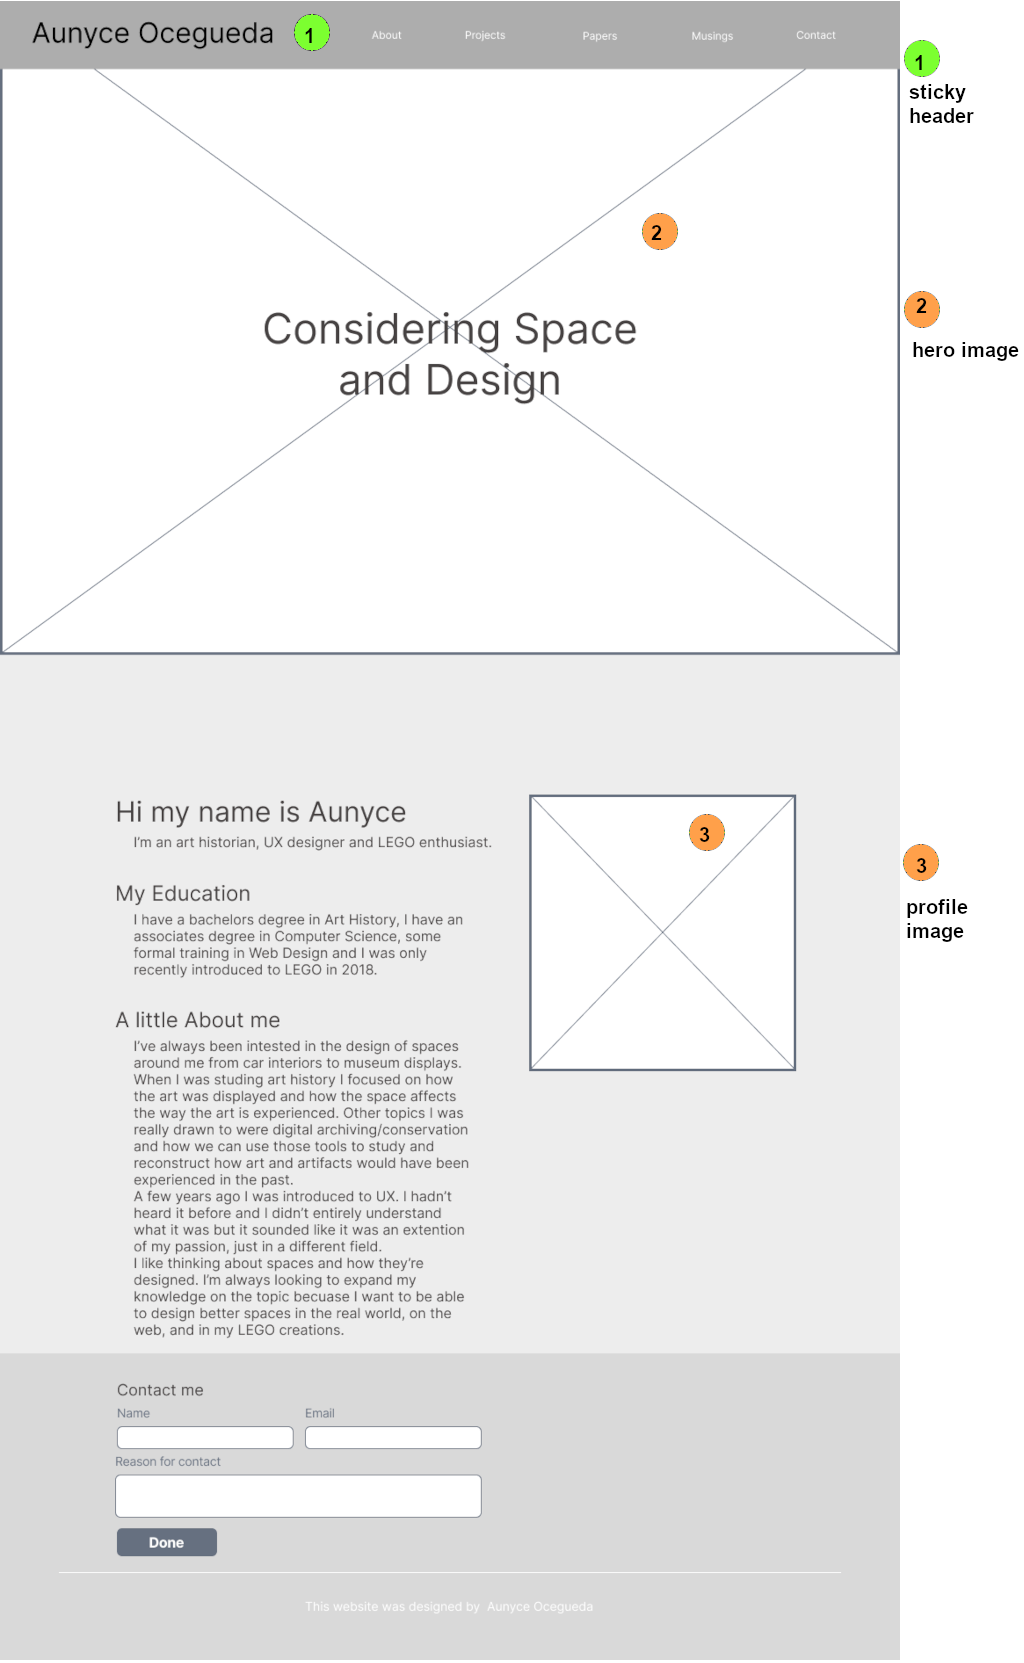 Aunyce Ocegueda
1
About
Projects
Papers
Musings
Contact
1
sticky
header
2
Considering Space
and Design
2
hero image
Hi my name is Aunyce
I'm an art historian, UX designer and LEGO enthusiast.
My Education
I have a bachelors degree in Art History, I have an
associates degree in Computer Science, some
formal training in Web Design and I was only
recently introduced to LEGO in 2018.
A little About me
I've always been intested in the design of spaces
around me from car interiors to museum displays.
When I was studing art history I focused on how
the art was displayed and how the space affects
the way the art is experienced. Other topics I was
really drawn to were digital archiving/conservation
and how we can use those tools to study and
reconstruct how art and artifacts would have been
experienced in the past.
A few years ago I was introduced to UX. I hadn't
heard it before and I didn't entirely understand
what it was but it sounded like it was an extention
of my passion, just in a different field.
I like thinking about spaces and how they're
designed. I'm always looking to expand my
knowledge on the topic becuase I want to be able
to design better spaces in the real world, on the
web, and in my LEGO creations.
3
3
profile
image
Contact me
Name
Email
Reason for contact
Done
This website was designed by Aunyce Ocegueda